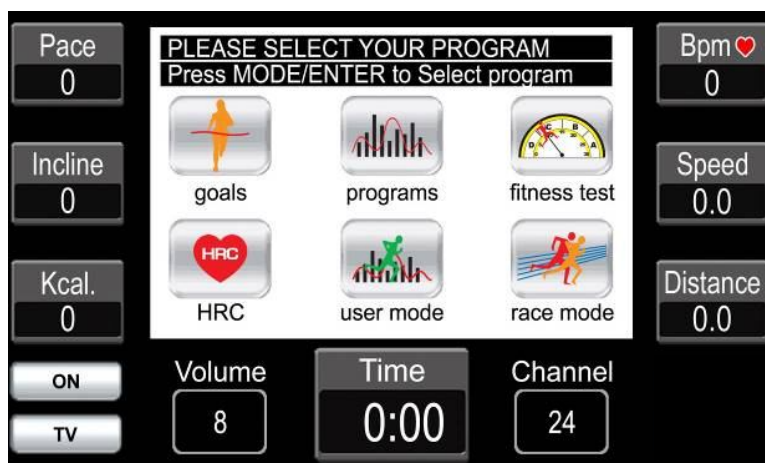 Pace
0
PLEASE SELECT YOUR PROGRAM
Press MODE/ENTER to Select program
Bpm
0
Incline
0
goals
programs
fitness test
Speed
0.0
Kcal.
0
HRC
HRC
user mode
race mode
Distance
0.0
ON
TV
Volume
8
Time
0:00
Channel
24